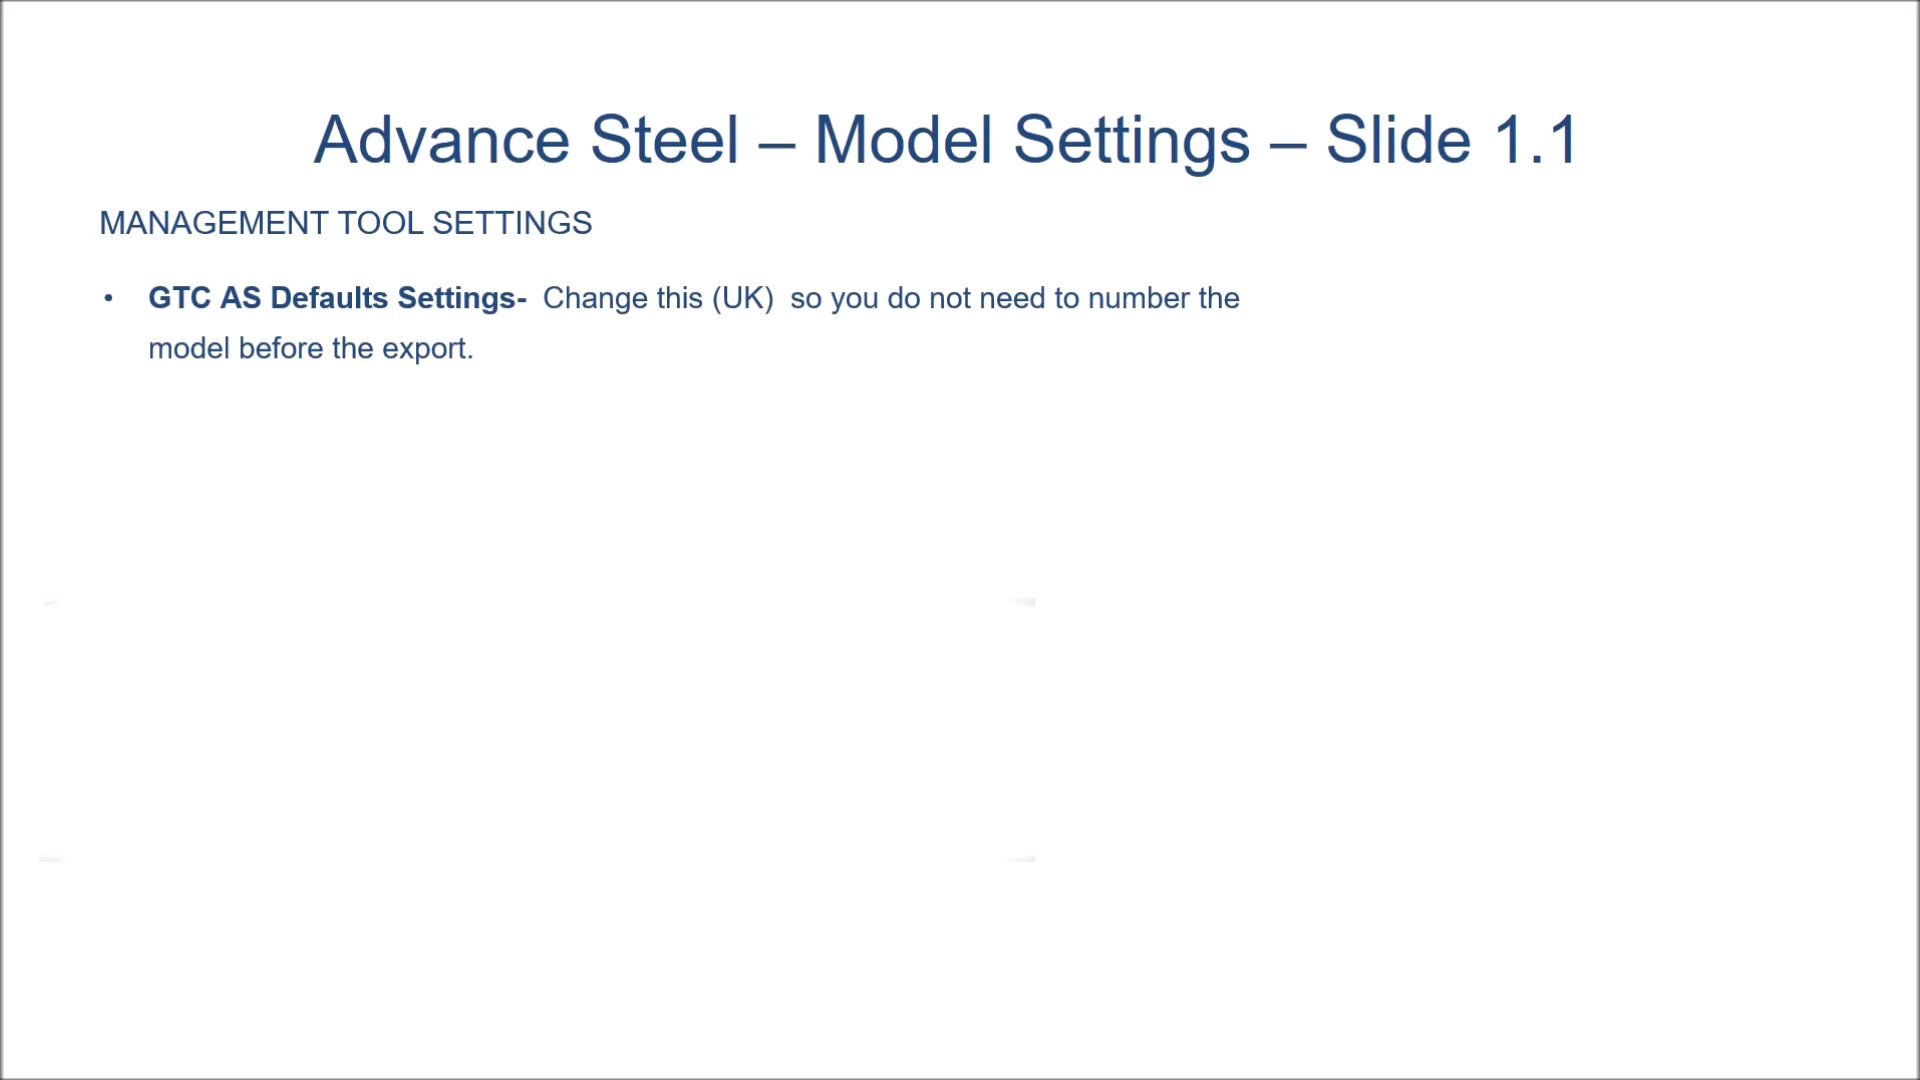 Advance Steel – Model Settings – Slide 1.1
MANAGEMENT TOOL SETTINGS
• GTC AS Defaults Settings-  Change this (UK)  so you do not need to number the
model before the export.